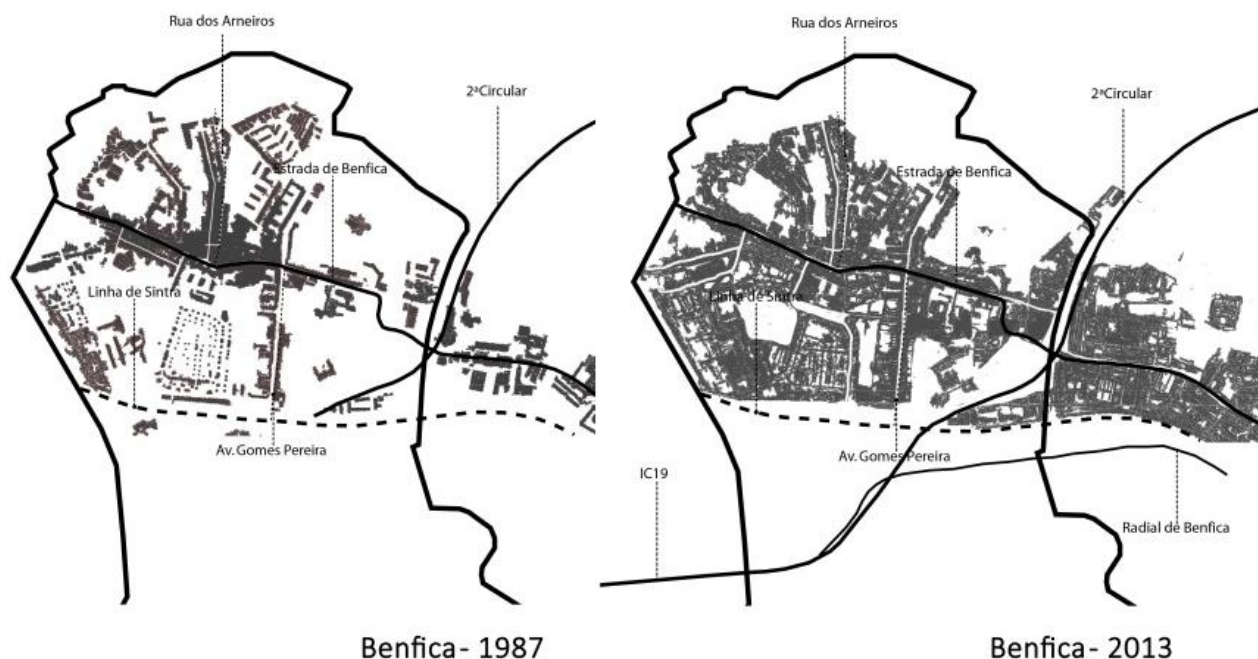 Rua dos Arneiros
2ªCircular
Estrada de Benfica
Linha de Sintra
Av. Gomes Pereira
Benfica- 1987
Rua dos Arneiros
2ªCircular
Estrada de Benfica
Linha de Sintra
Av. Gomes Pereira
IC19
Radial de Benfica
Benfica- 2013